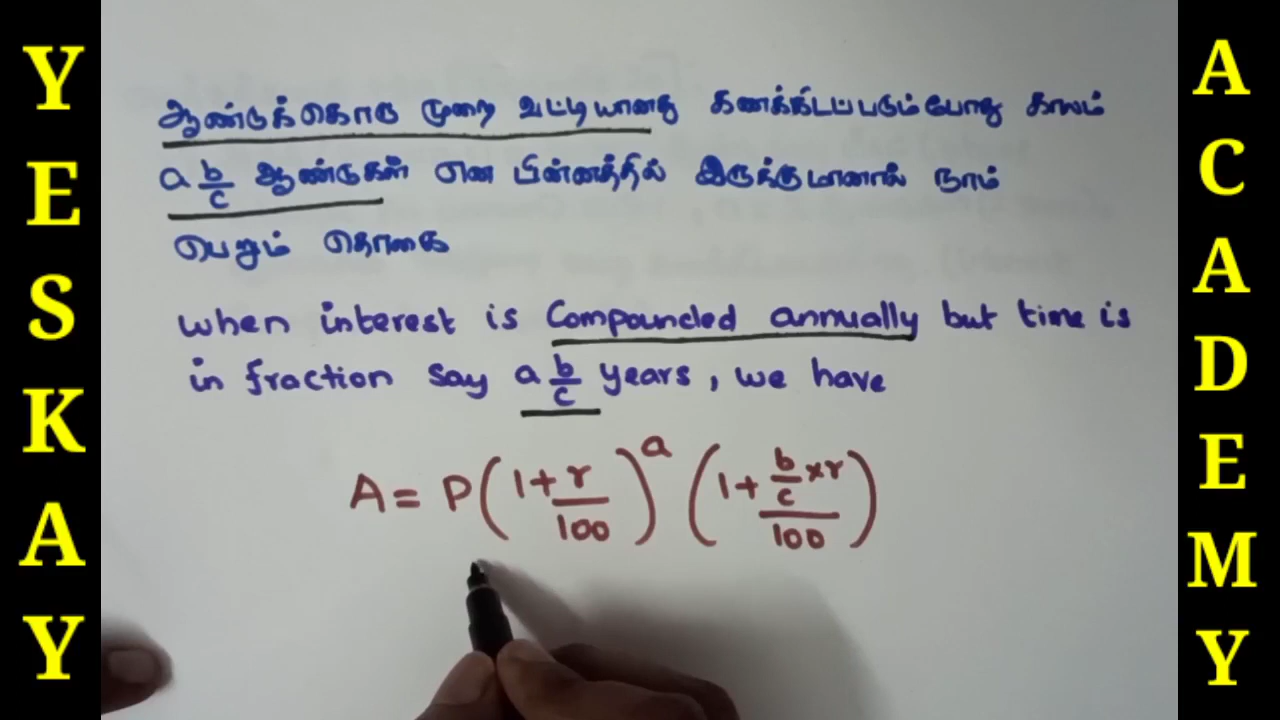 YESKAY
ஆண்டுக்கொரு முறை வட்டியானது கணக்கிடப்படும்போது காலம்
a b/c ஆண்டுகள் என பின்னத்தில் இருக்குமானால் நாம்
பெறும் தொகை
when interest is compounded annually but time is
in fraction say a b/c years, we have
A = P(1+r/100)^a (1+ b/c×r/100)
ACADEMY